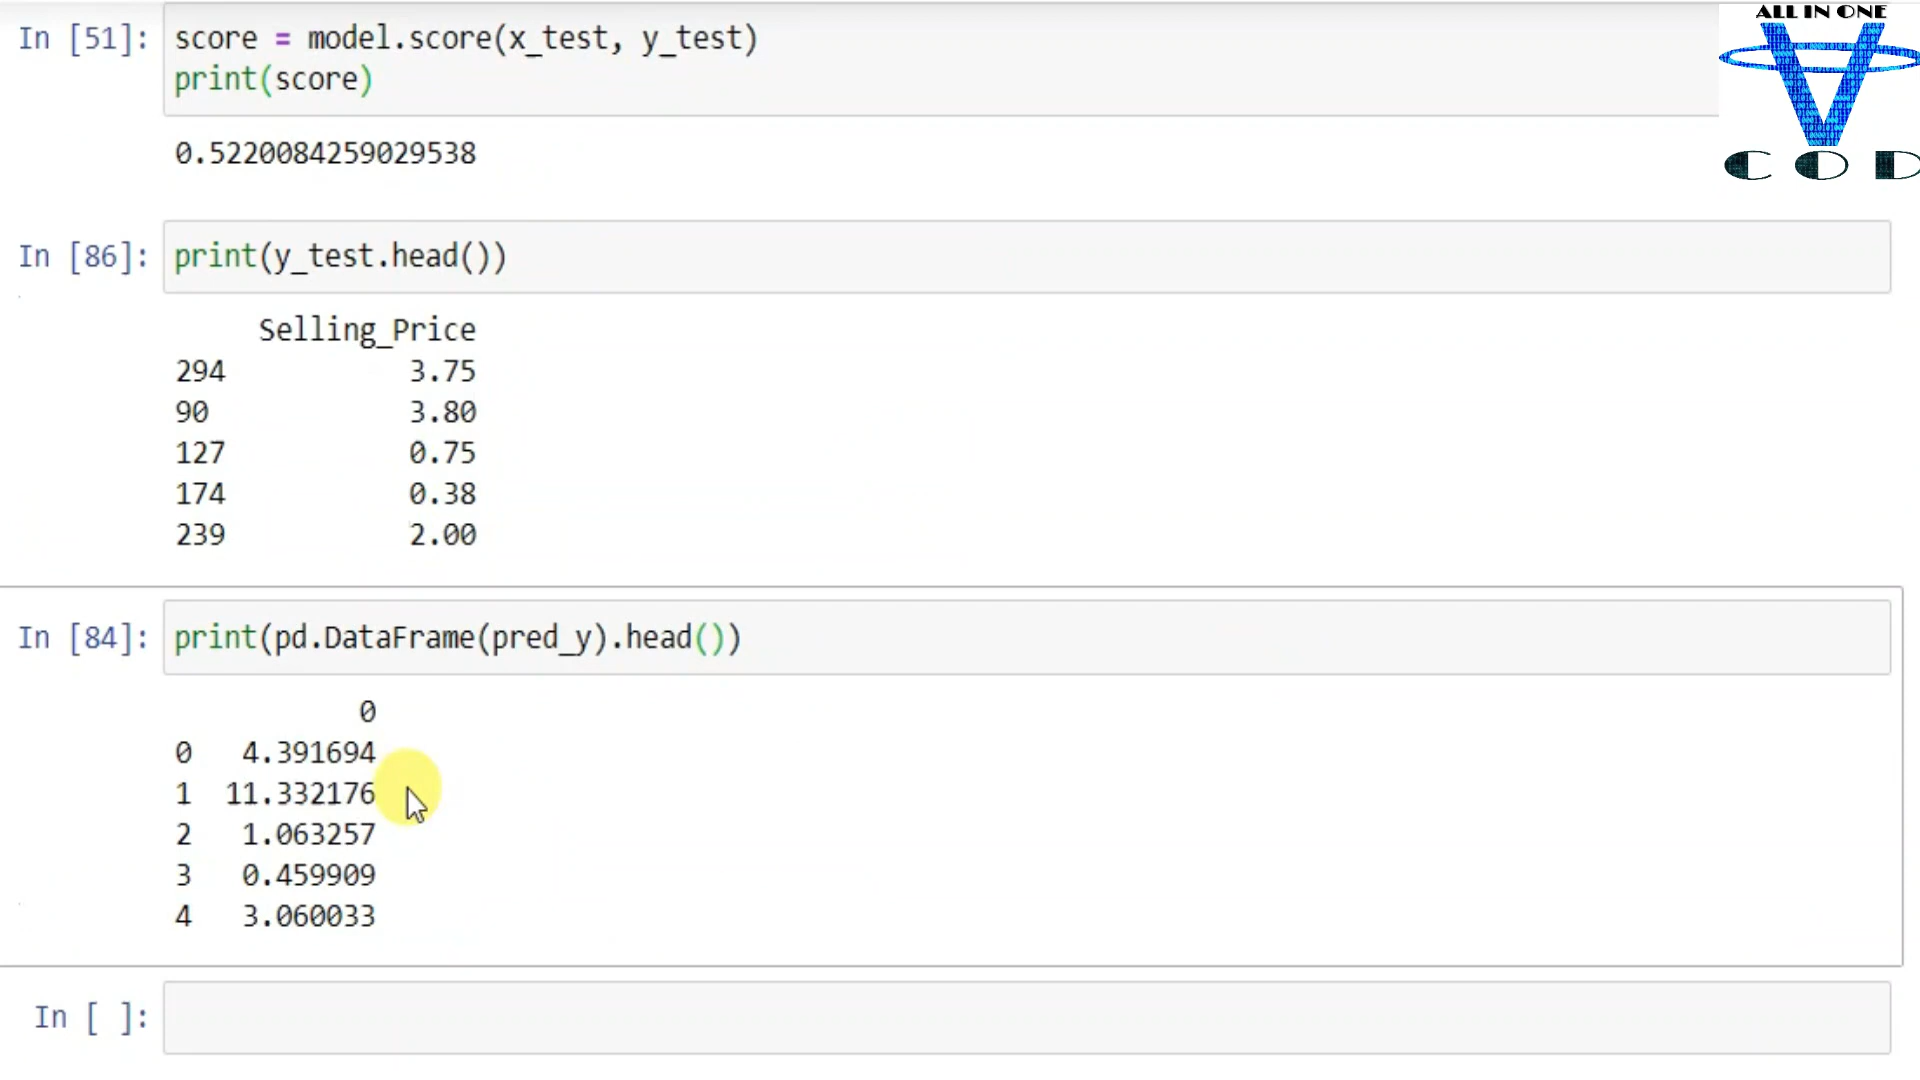 In [51]: score = model.score(x_test, y_test)
print(score)
0.5220084259029538
ALL IN ONE
COD
In [86]: print(y_test.head())
Selling_Price
294 3.75
90 3.80
127 0.75
174 0.38
239 2.00
In [84]: print(pd.DataFrame(pred_y).head())
0
0 4.391694
1 11.332176
2 1.063257
3 0.459909
4 3.060033
In [ ]: